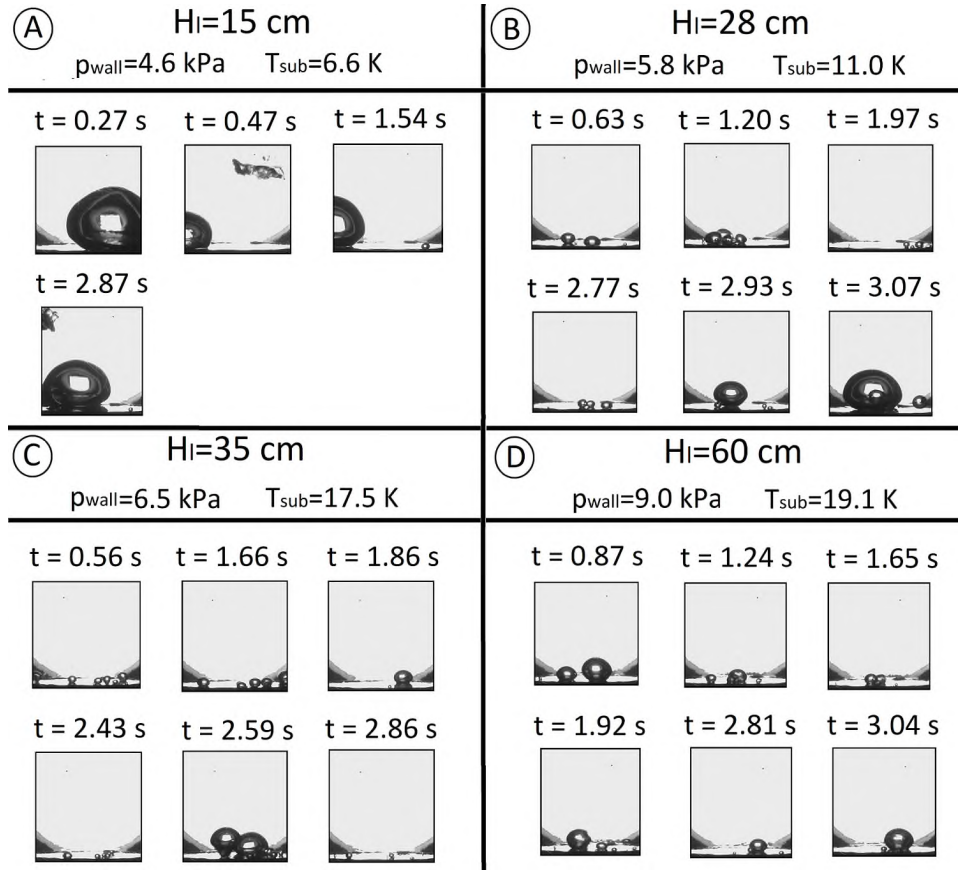 A
Hl=15 cm
pwall=4.6 kPa Tsub=6.6 K
t = 0.27 s t = 0.47 s t = 1.54 s
t = 2.87 s
B
Hl=28 cm
pwall=5.8 kPa Tsub=11.0 K
t = 0.63 s t = 1.20 s t = 1.97 s
t = 2.77 s t = 2.93 s t = 3.07 s
C
Hl=35 cm
pwall=6.5 kPa Tsub=17.5 K
t = 0.56 s t = 1.66 s t = 1.86 s
t = 2.43 s t = 2.59 s t = 2.86 s
D
Hl=60 cm
pwall=9.0 kPa Tsub=19.1 K
t = 0.87 s t = 1.24 s t = 1.65 s
t = 1.92 s t = 2.81 s t = 3.04 s